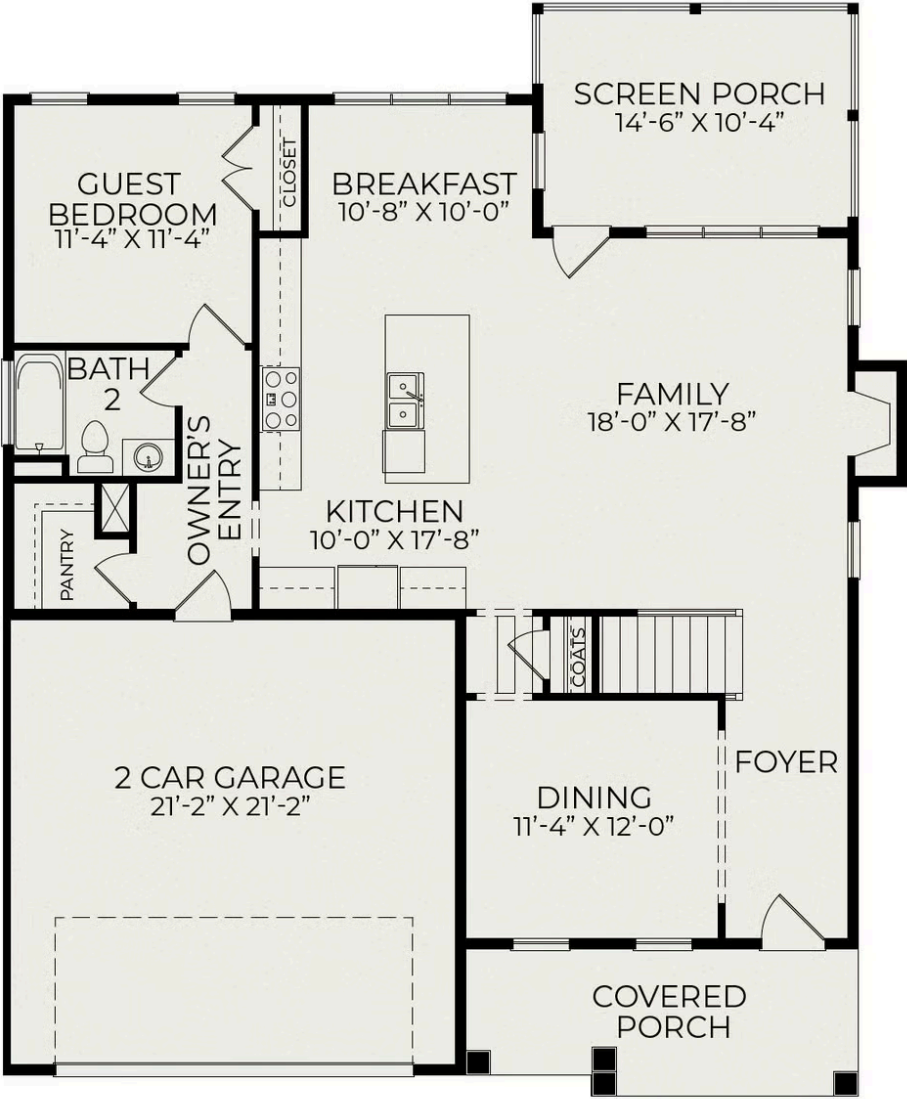 SCREEN PORCH
14'-6” X 10'-4”
GUEST
BEDROOM
11'-4” X 11'-4”
CLOSET
BREAKFAST
10'-8” X 10'-0”
BATH
2
FAMILY
18'-0” X 17'-8”
OWNER'S
ENTRY
KITCHEN
10'-0” X 17'-8”
PANTRY
COATS
2 CAR GARAGE
21'-2” X 21'-2”
FOYER
DINING
11'-4” X 12'-0”
COVERED
PORCH